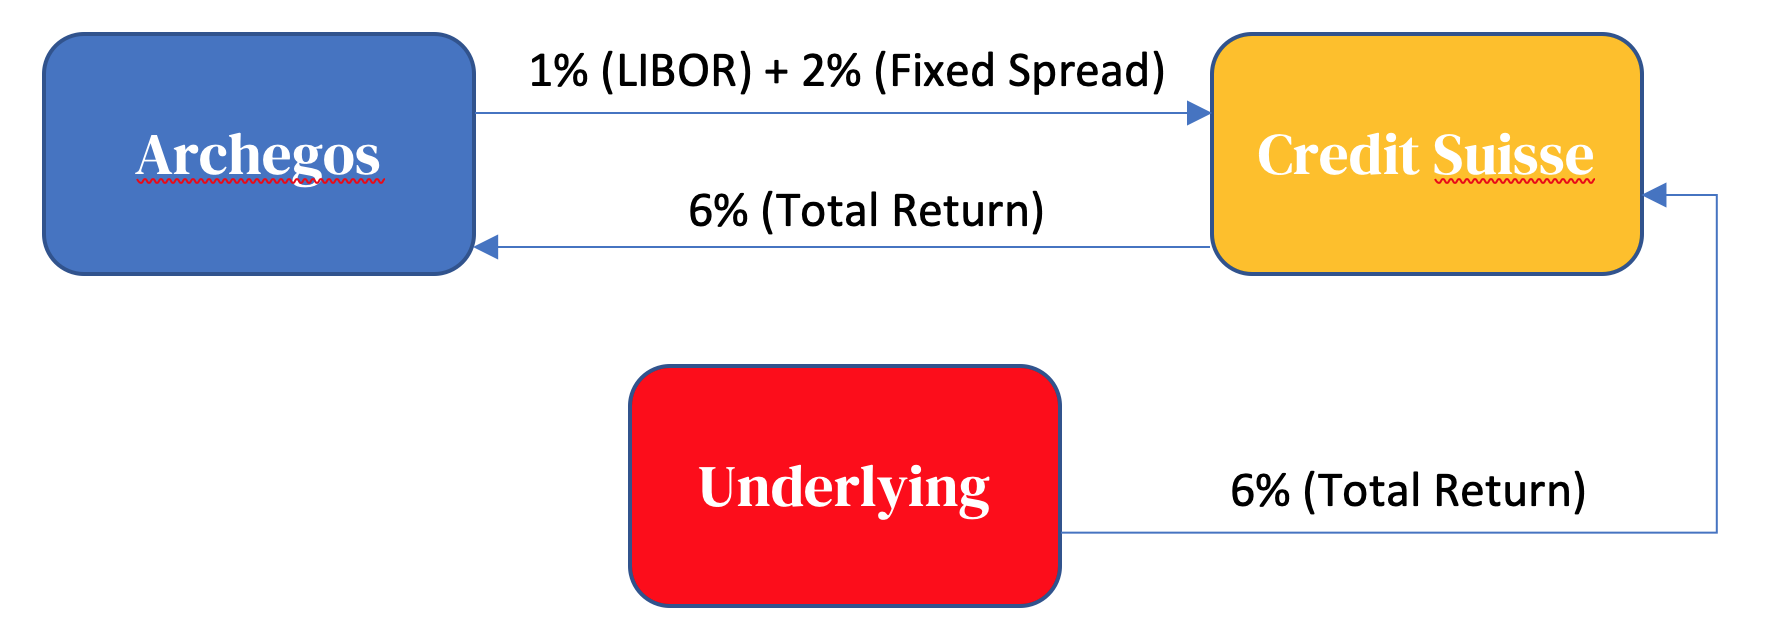 1% (LIBOR) + 2% (Fixed Spread)
Archegos
Credit Suisse
6% (Total Return)
Underlying
6% (Total Return)